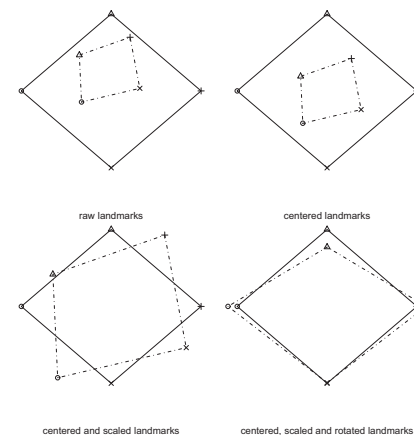 raw landmarks
centered landmarks
centered and scaled landmarks
centered, scaled and rotated landmarks